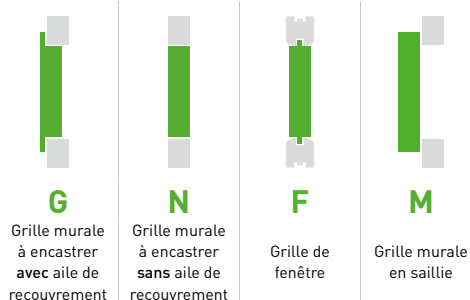 G
Grille murale
à encastrer
avec aile de
recouvrement
N
Grille murale
à encastrer
sans aile de
recouvrement
F
Grille de
fenêtre
M
Grille murale
en saillie